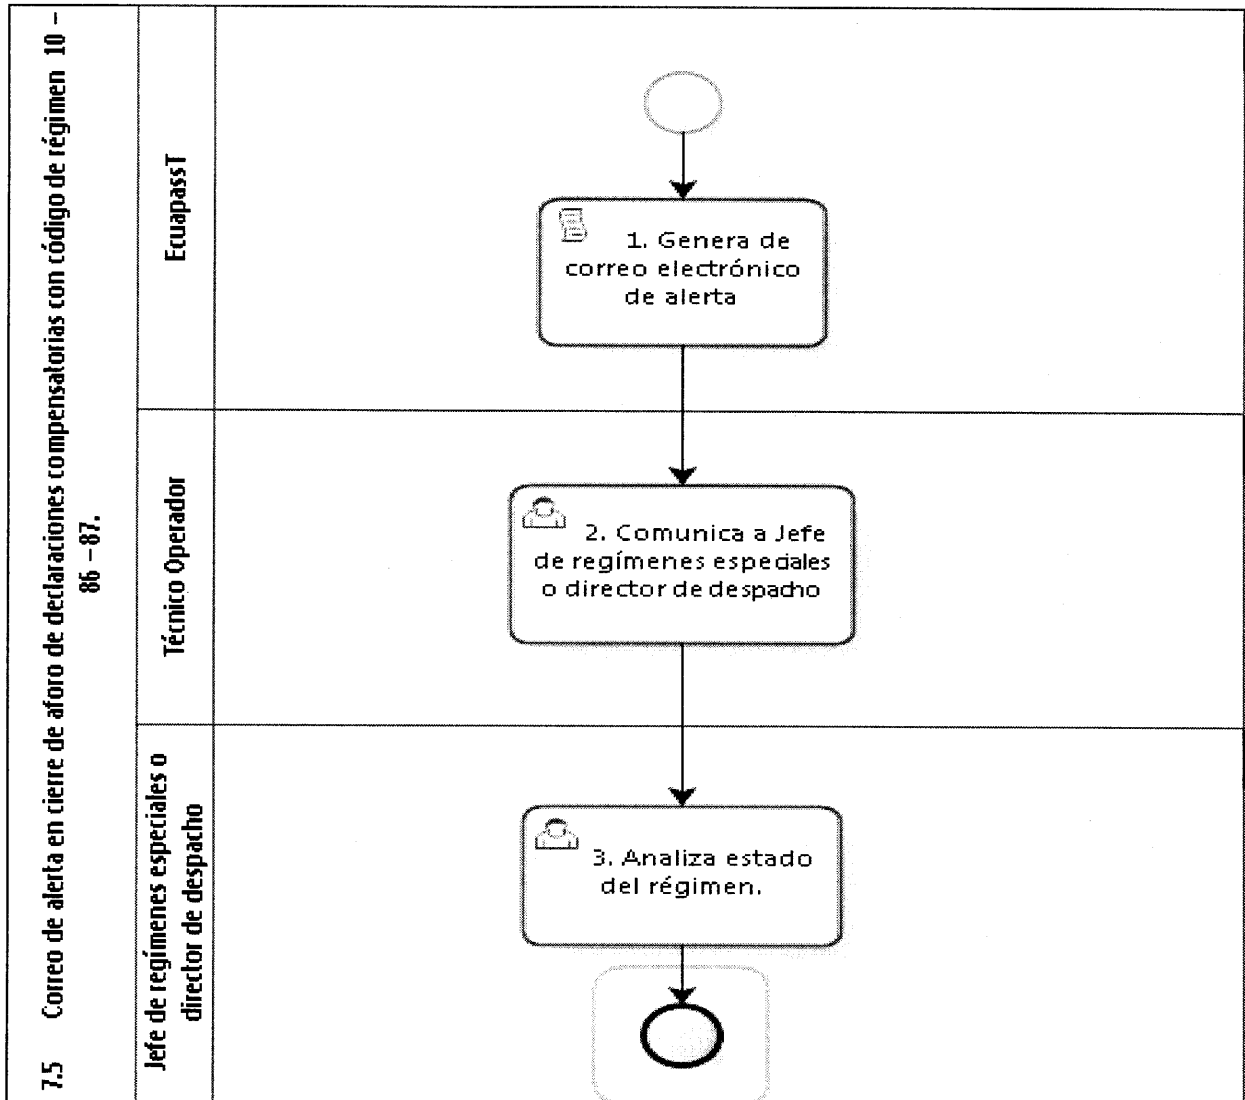 7.5 Correo de alerta en cierre de aforo de declaraciones compensatorias con código de régimen 10 –
86 –87.
EcuapassT
1. Genera de
correo electrónico
de alerta
Técnico Operador
2. Comunica a Jefe
de regímenes especiales
o director de despacho
Jefe de regímenes especiales o
director de despacho
3. Analiza estado
del régimen.